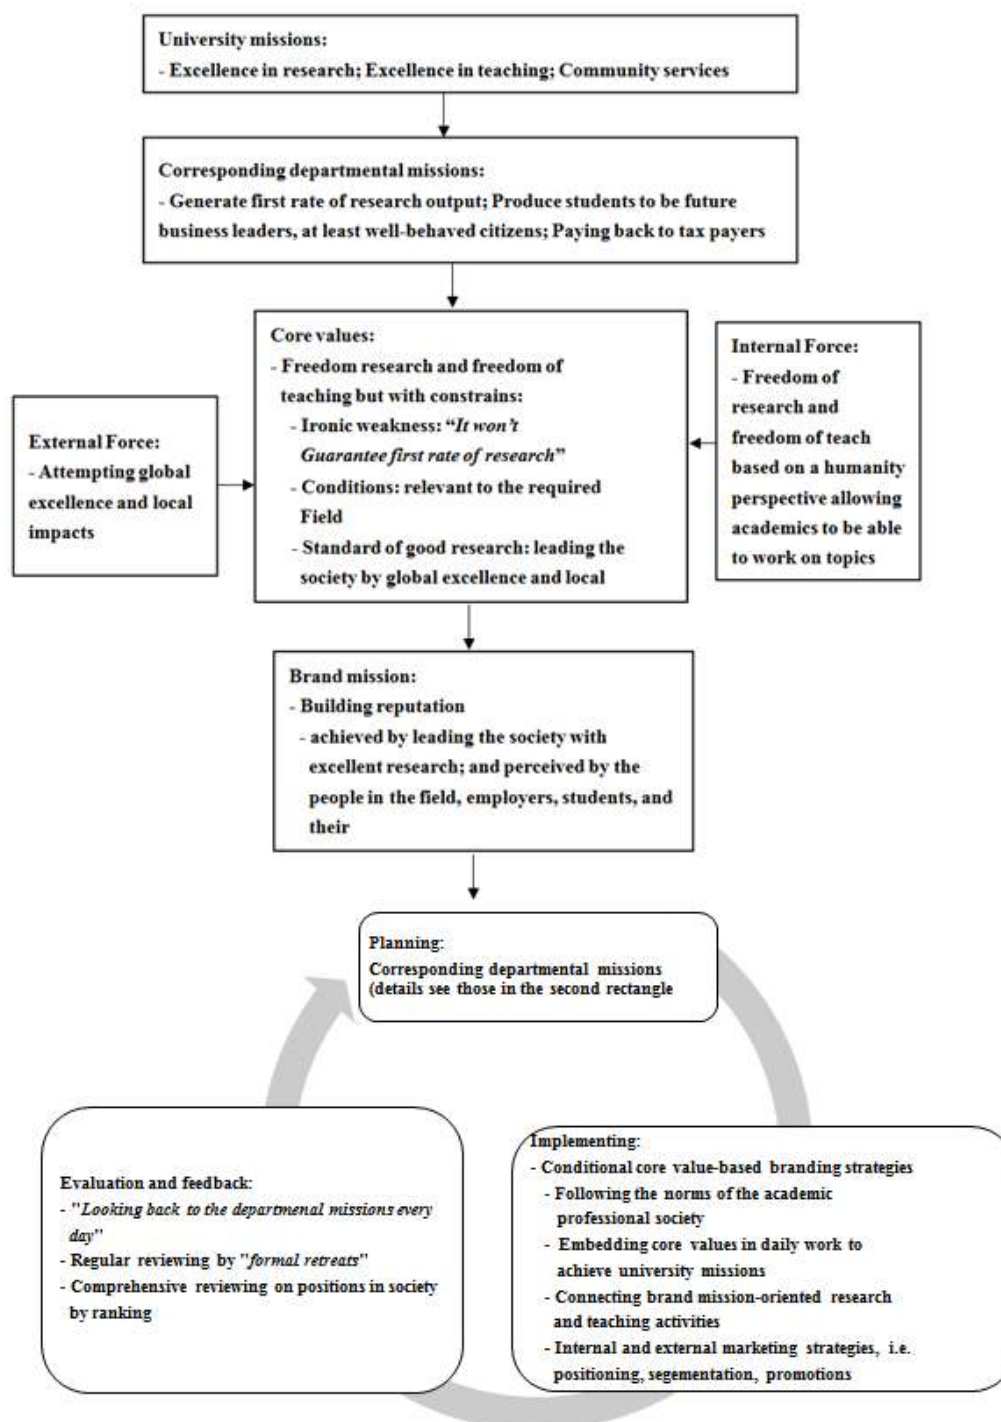 University missions:
- Excellence in research; Excellence in teaching; Community services
Corresponding departmental missions:
- Generate first rate of research output; Produce students to be future
business leaders, at least well-behaved citizens; Paying back to tax payers
Core values:
- Freedom research and freedom of
teaching but with constrains:
- Ironic weakness: “It won’t
Guarantee first rate of research”
- Conditions: relevant to the required
Field
- Standard of good research: leading the
society by global excellence and local
External Force:
- Attempting global
excellence and local
impacts
Internal Force:
- Freedom of
research and
freedom of teach
based on a humanity
perspective allowing
academics to be able
to work on topics
Brand mission:
- Building reputation
- achieved by leading the society with
excellent research; and perceived by the
people in the field, employers, students, and
their
Planning:
Corresponding departmental missions
(details see those in the second rectangle
Evaluation and feedback:
- "Looking back to the departmenal missions every
day"
- Regular reviewing by "formal retreats"
- Comprehensive reviewing on positions in society
by ranking
Implementing:
- Conditional core value-based branding strategies
- Following the norms of the academic
professional society
- Embedding core values in daily work to
achieve university missions
- Connecting brand mission-oriented research
and teaching activities
- Internal and external marketing strategies, i.e.
positioning, segementation, promotions